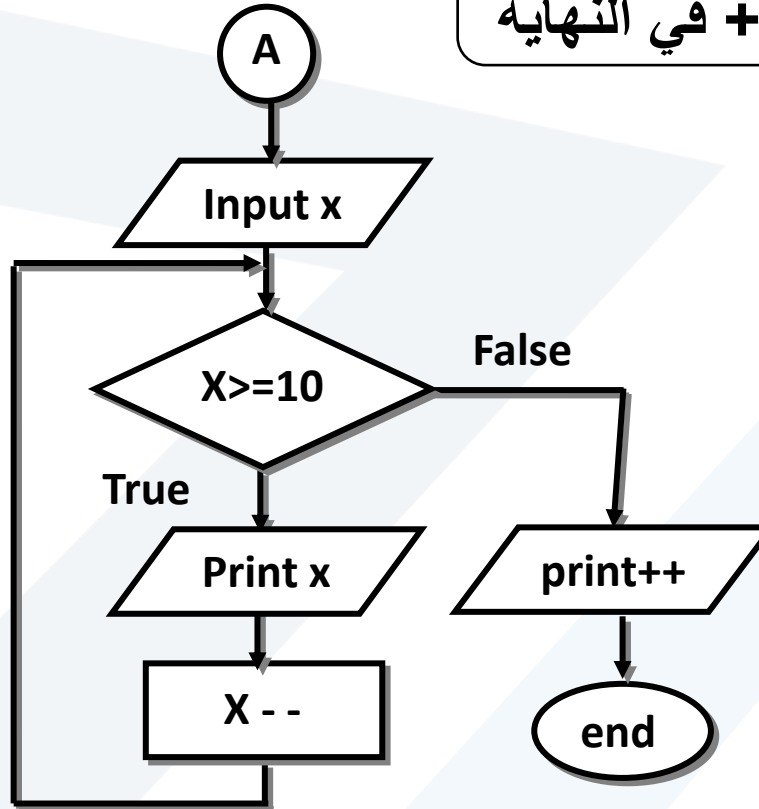 + في النهاية
A
Input x
X>=10
False
True
Print x
print++
X - -
end